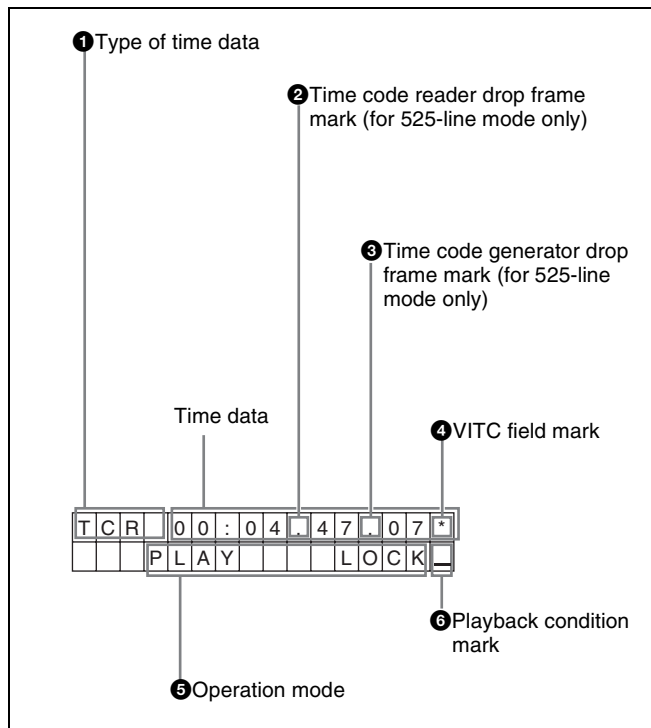 ❶Type of time data
❷Time code reader drop frame
mark (for 525-line mode only)
❸Time code generator drop
frame mark (for 525-line
mode only)
Time data
❹VITC field mark
TCR 00:04.47.07*
PLAY LOCK_
❻Playback condition
mark
❺Operation mode